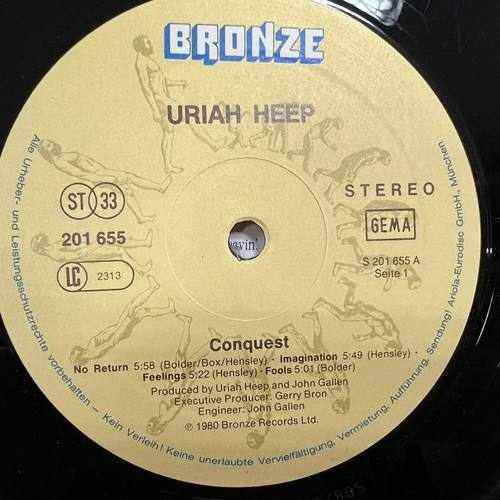 BRONZE
URIAH HEEP
STEREO
ST 33
GEMA
201 655
S 201 655 A
Seite 1
LC 2313
avin'
Conquest
No Return 5:58 (Bolder/Box/Hensley) · Imagination 5:49 (Hensley) ·
Feelings 5:22 (Hensley) · Fools 5:01 (Bolder)
Produced by Uriah Heep and John Gallen
Executive Producer: Gerry Bron
Engineer: John Gallen
℗ 1980 Bronze Records Ltd.
Alle Urheber- und Leistungsschutzrechte vorbehalten – Kein Verleih! Keine unerlaubte Vervielfältigung, Vermietung, Aufführung, Sendung! Ariola-Eurodisc GmbH, München